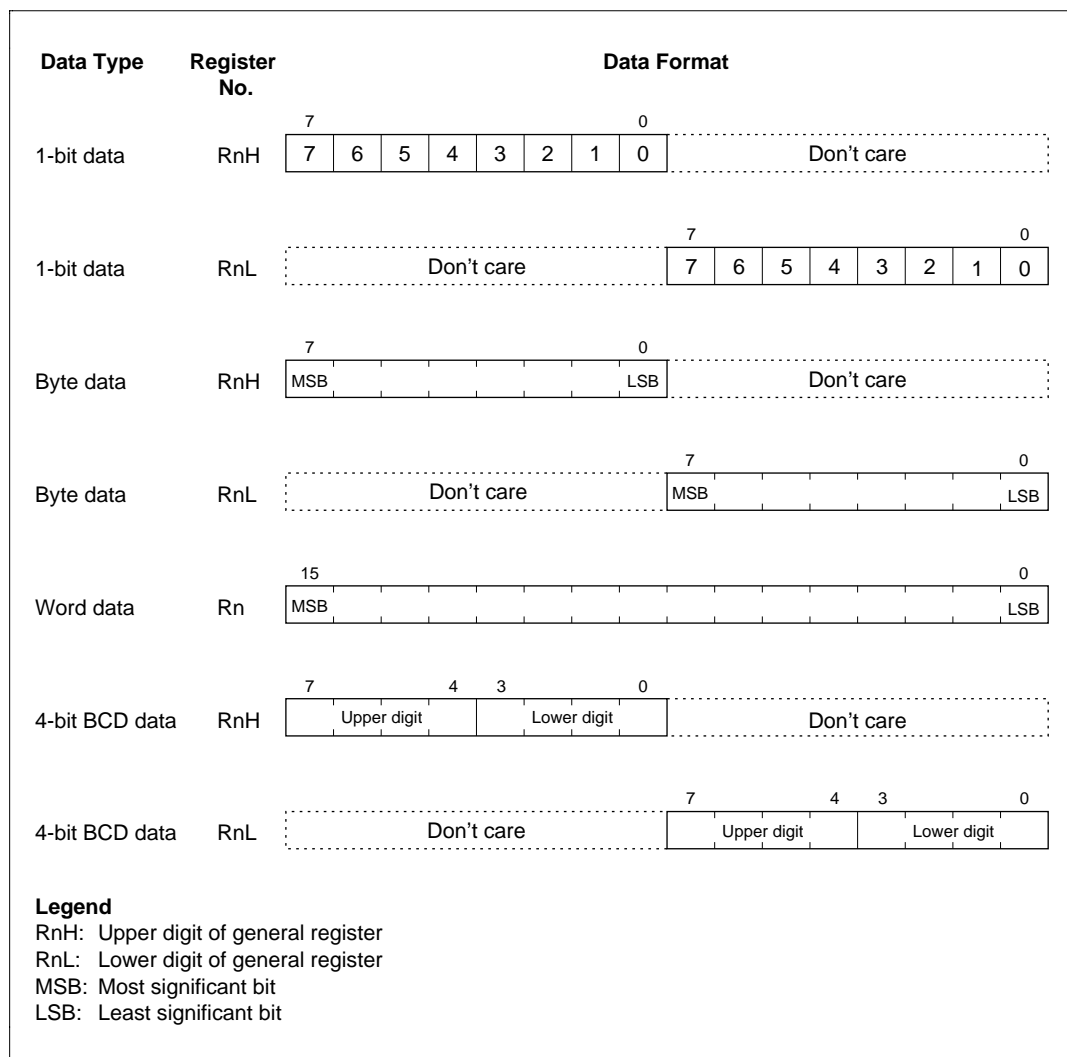 Data Type Register No. Data Format
7 0
1-bit data RnH 7 6 5 4 3 2 1 0 Don't care
7 0
1-bit data RnL Don't care 7 6 5 4 3 2 1 0
7 0
Byte data RnH MSB LSB Don't care
7 0
Byte data RnL Don't care MSB LSB
15 0
Word data Rn MSB LSB
7 4 3 0
4-bit BCD data RnH Upper digit Lower digit Don't care
7 4 3 0
4-bit BCD data RnL Don't care Upper digit Lower digit
Legend
RnH: Upper digit of general register
RnL: Lower digit of general register
MSB: Most significant bit
LSB: Least significant bit